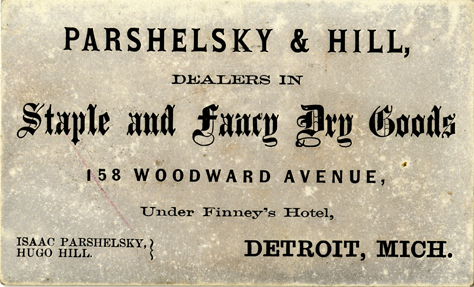 PARSHELSKY & HILL,
DEALERS IN
Staple and Fancy Dry Goods
158 WOODWARD AVENUE,
Under Finney's Hotel,
ISAAC PARSHELSKY,
HUGO HILL.
DETROIT, MICH.